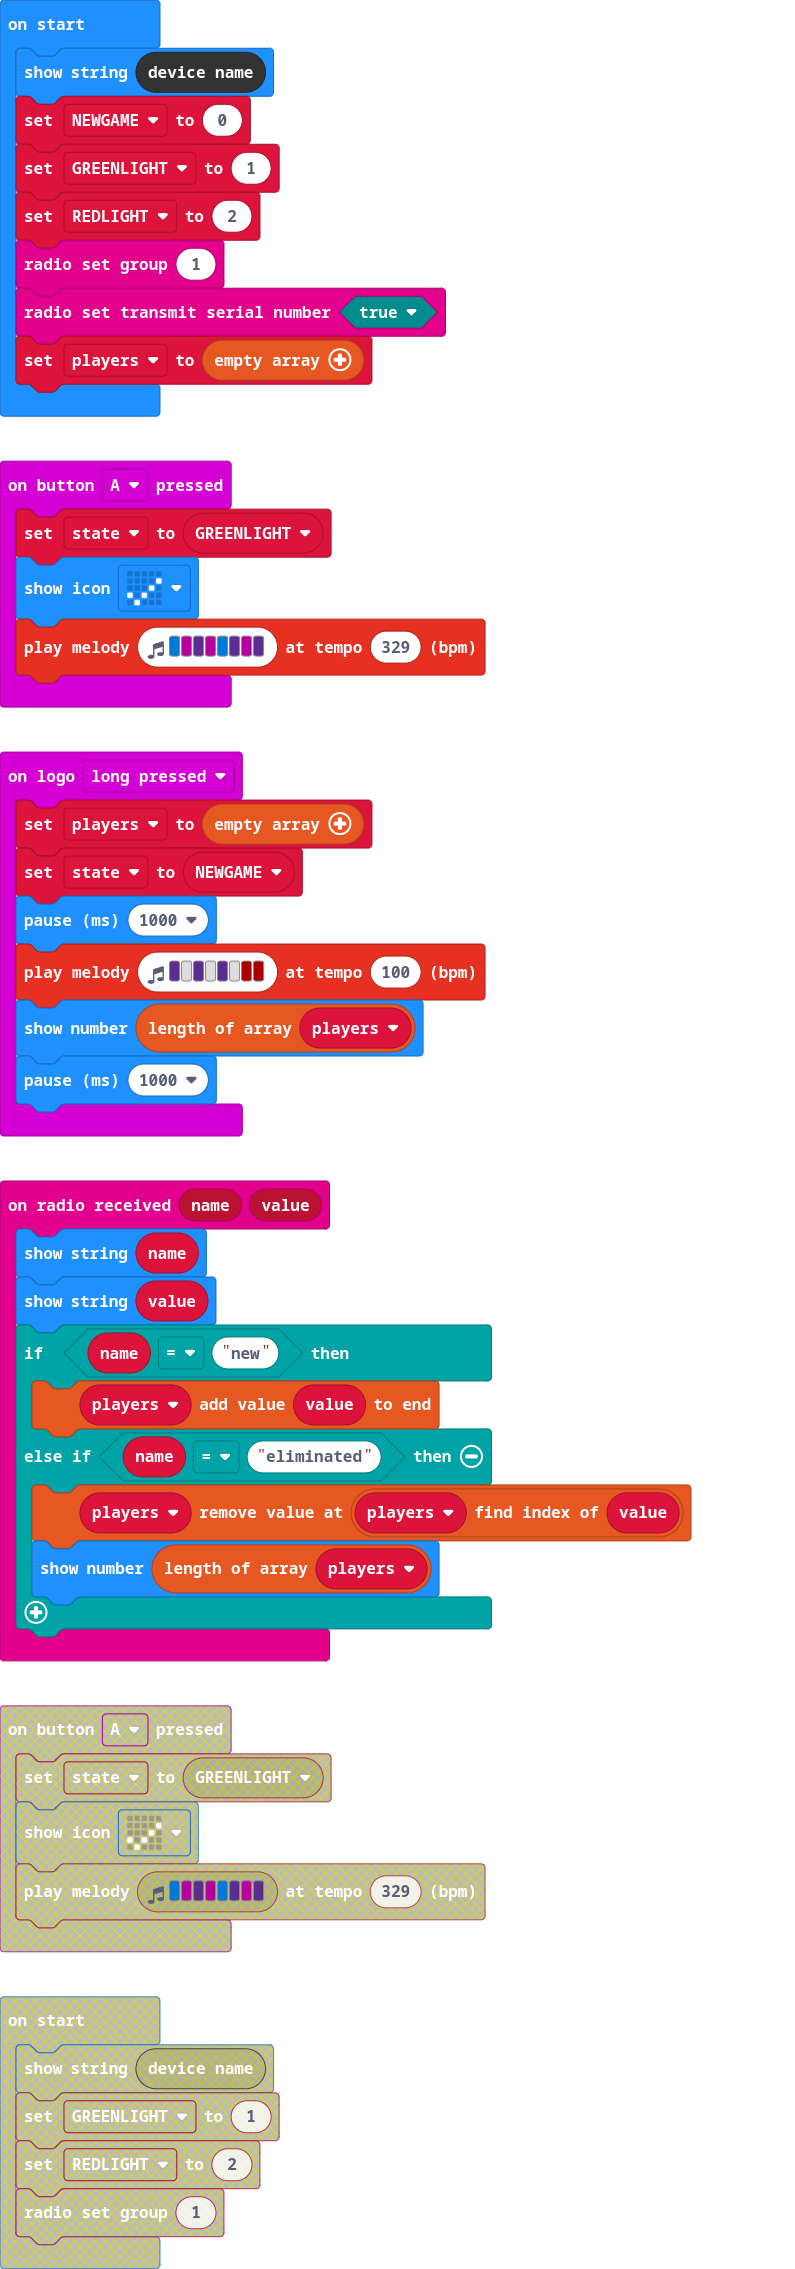 on start
show string device name
set NEWGAME to 0
set GREENLIGHT to 1
set REDLIGHT to 2
radio set group 1
radio set transmit serial number true
set players to empty array
on button A pressed
set state to GREENLIGHT
show icon
play melody at tempo 329 (bpm)
on logo long pressed
set players to empty array
set state to NEWGAME
pause (ms) 1000
play melody at tempo 100 (bpm)
show number length of array players
pause (ms) 1000
on radio received name value
show string name
show string value
if name = "new" then
players add value value to end
else if name = "eliminated" then
players remove value at players find index of value
show number length of array players
on button A pressed
set state to GREENLIGHT
show icon
play melody at tempo 329 (bpm)
on start
show string device name
set GREENLIGHT to 1
set REDLIGHT to 2
radio set group 1